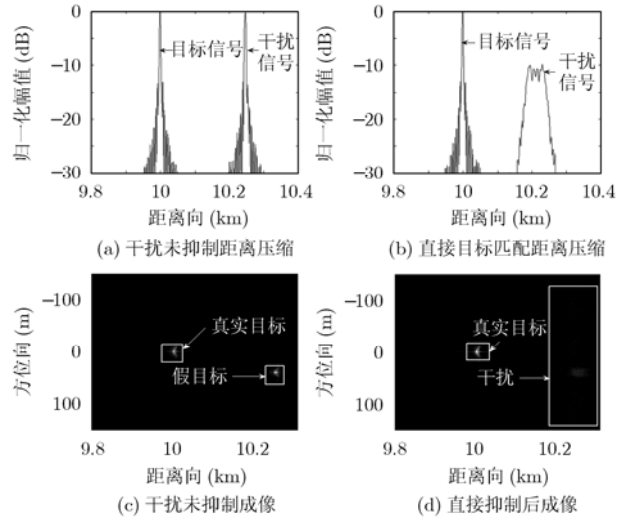 0
-10
-20
-30
归一化幅值 (dB)
目标信号
干扰
信号
9.8
10
10.2
10.4
距离向 (km)
(a) 干扰未抑制距离压缩
0
-10
-20
-30
归一化幅值 (dB)
目标信号
干扰
信号
9.8
10
10.2
10.4
距离向 (km)
(b) 直接目标匹配距离压缩
-100
0
100
方位向 (m)
真实目标
假目标
9.8
10
10.2
距离向 (km)
(c) 干扰未抑制成像
-100
0
100
方位向 (m)
真实目标
干扰
9.8
10
10.2
距离向 (km)
(d) 直接抑制后成像